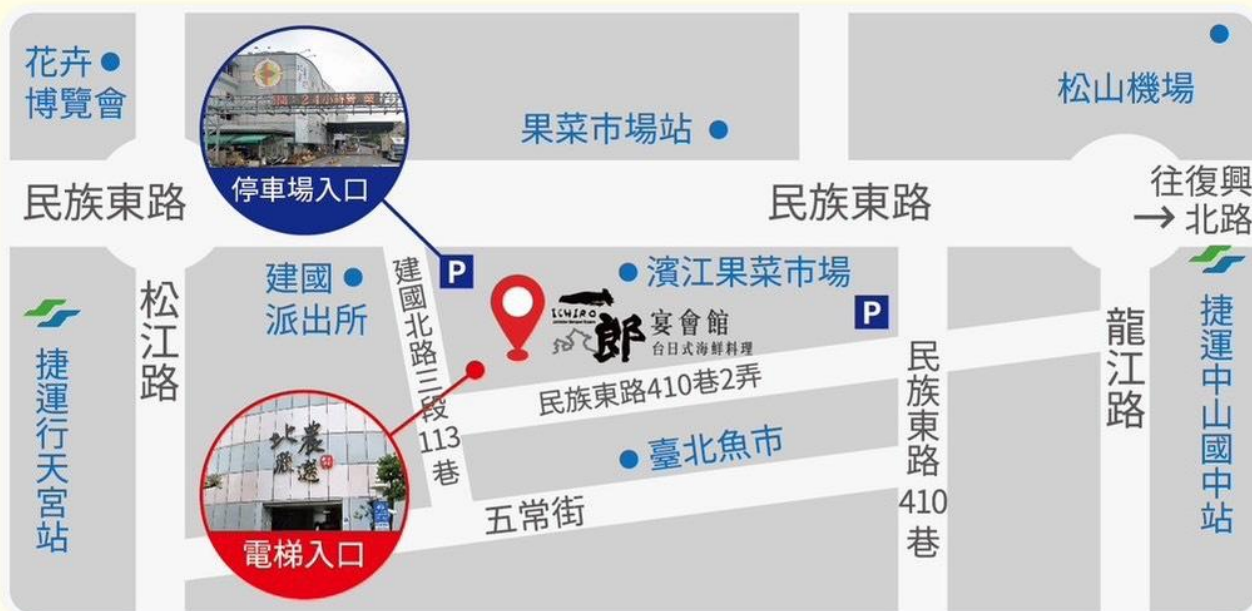 花卉
博覽會
松山機場
果菜市場站
停車場入口
民族東路
民族東路
往復興
→ 北路
建國
派出所
松江路
建國北路三段113巷
P
濱江果菜市場
P
一郎
ICHIRO
宴會館
台日式海鮮料理
民族東路410巷2弄
民族東路410巷
龍江路
捷運行天宮站
捷運中山國中站
臺北魚市
五常街
北農
嚴選
電梯入口